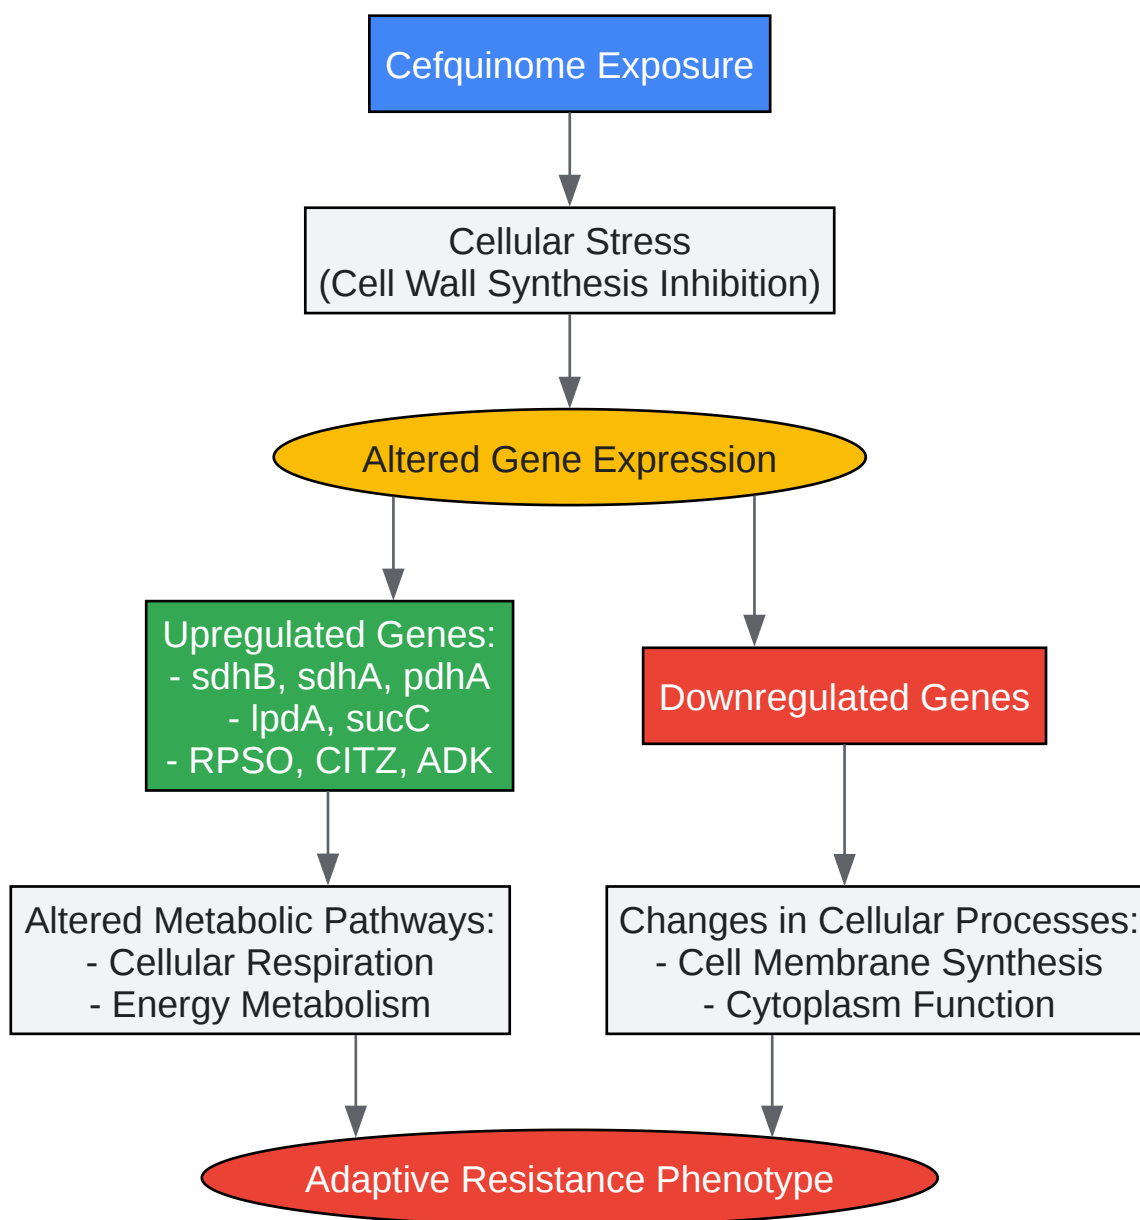 Cefquinome Exposure
Cellular Stress
(Cell Wall Synthesis Inhibition)
Altered Gene Expression
Upregulated Genes:
- sdhB, sdhA, pdhA
- lpdA, sucC
- RPSO, CITZ, ADK
Downregulated Genes
Altered Metabolic Pathways:
- Cellular Respiration
- Energy Metabolism
Changes in Cellular Processes:
- Cell Membrane Synthesis
- Cytoplasm Function
Adaptive Resistance Phenotype